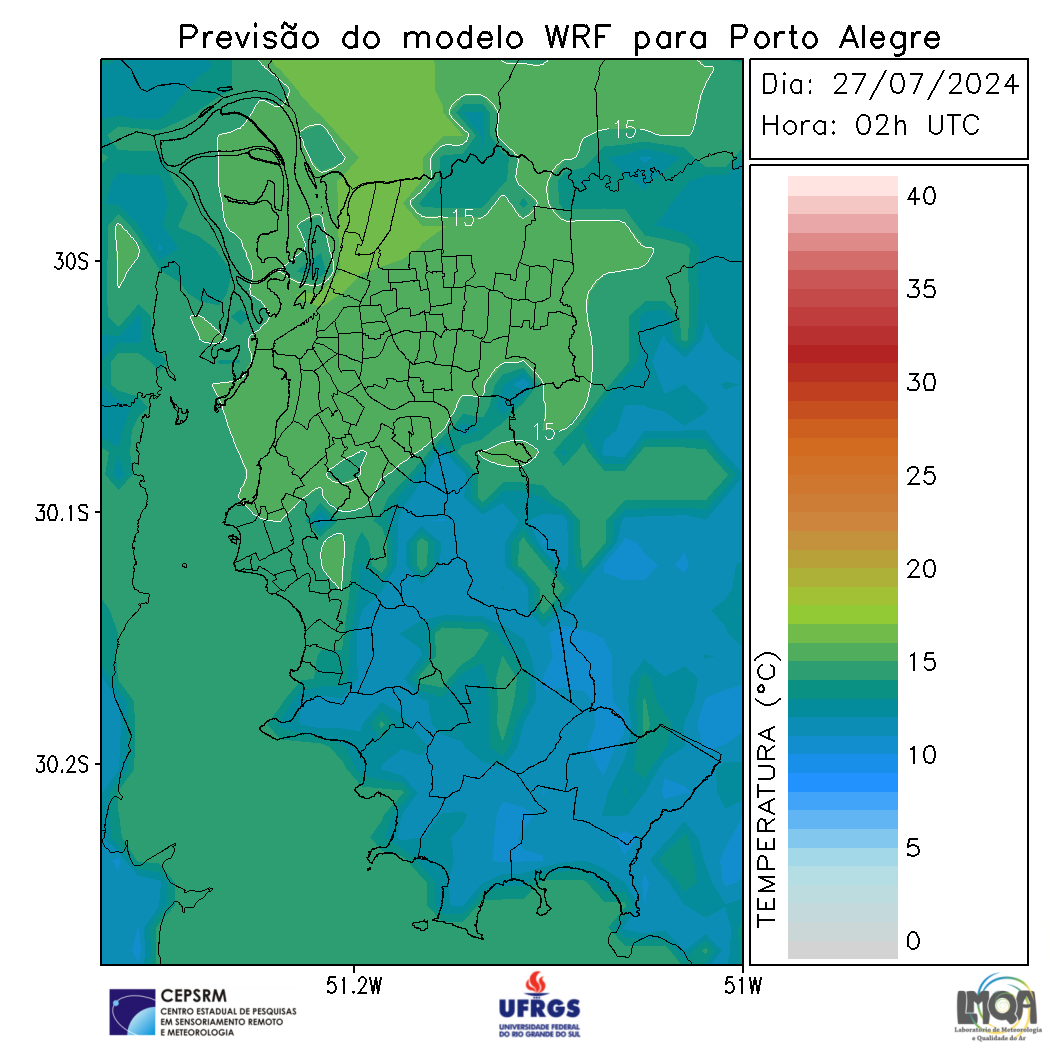 Previsão do modelo WRF para Porto Alegre
Dia: 27/07/2024
Hora: 02h UTC
15
15
15
30S
30.1S
30.2S
51.2W
51W
40
35
30
25
20
15
10
5
0
TEMPERATURA (°C)
CEPSRM
CENTRO ESTADUAL DE PESQUISAS
EM SENSORIAMENTO REMOTO
E METEOROLOGIA
UFRGS
UNIVERSIDADE FEDERAL
DO RIO GRANDE DO SUL
LMQA
Laboratório de Meteorologia
e Qualidade do Ar